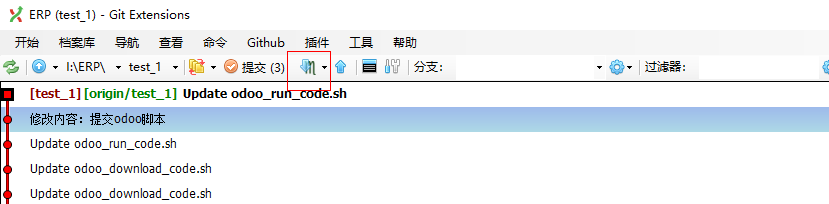 ERP (test_1) - Git Extensions
开始 档案库 导航 查看 命令 Github 插件 工具 帮助
I:\ERP\ test_1 提交 (3) 分支: 过滤器:
[test_1] [origin/test_1] Update odoo_run_code.sh
修改内容：提交odoo脚本
Update odoo_run_code.sh
Update odoo_download_code.sh
Update odoo_download_code.sh